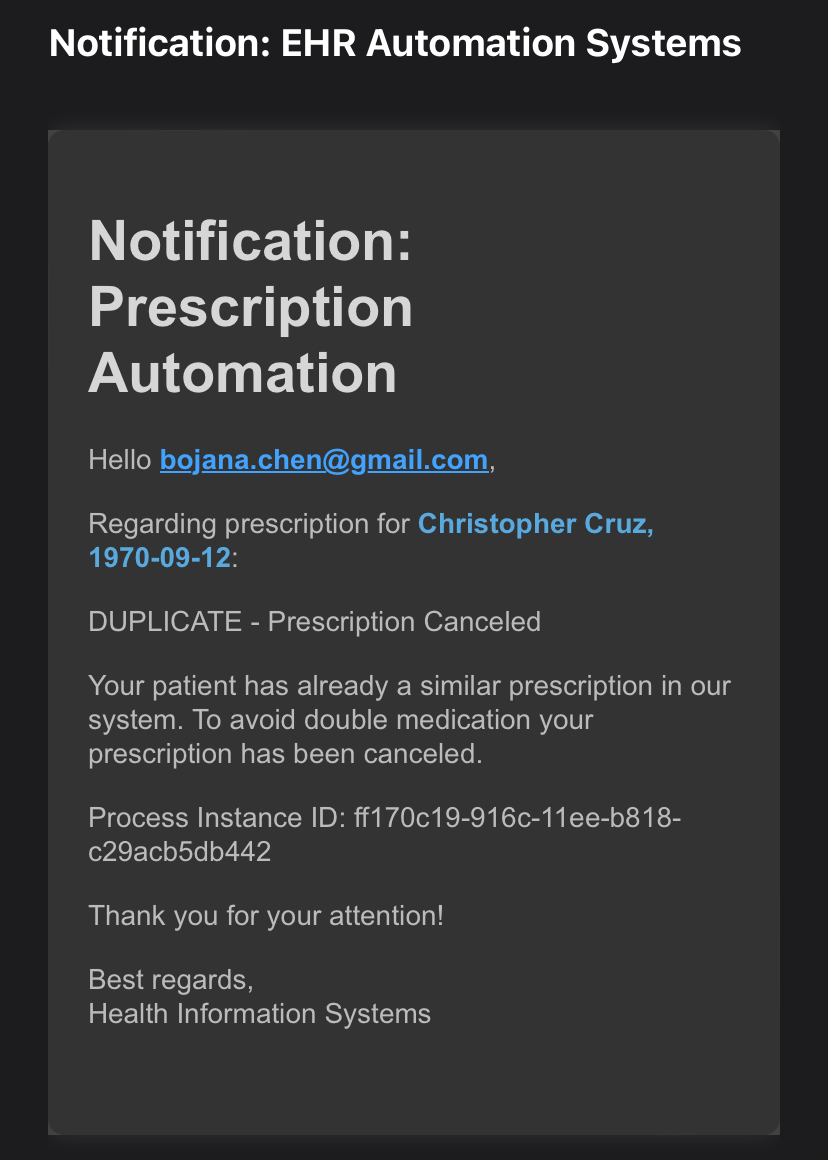 Notification: EHR Automation Systems
Notification:
Prescription
Automation
Hello bojana.chen@gmail.com,
Regarding prescription for Christopher Cruz,
1970-09-12:
DUPLICATE - Prescription Canceled
Your patient has already a similar prescription in our
system. To avoid double medication your
prescription has been canceled.
Process Instance ID: ff170c19-916c-11ee-b818-
c29acb5db442
Thank you for your attention!
Best regards,
Health Information Systems